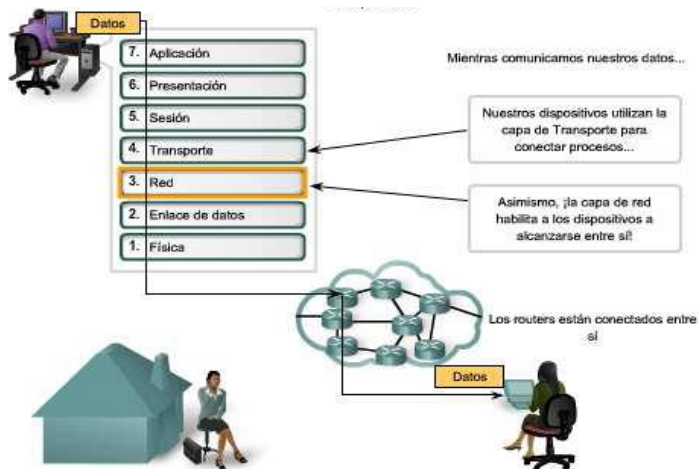 Datos
7. Aplicación
6. Presentación
5. Sesión
4. Transporte
3. Red
2. Enlace de datos
1. Física
Mientras comunicamos nuestros datos...
Nuestros dispositivos utilizan la
capa de Transporte para
conectar procesos...
Asimismo, ¡la capa de red
habilita a los dispositivos a
alcanzarse entre sí!
Los routers están conectados entre
sí
Datos